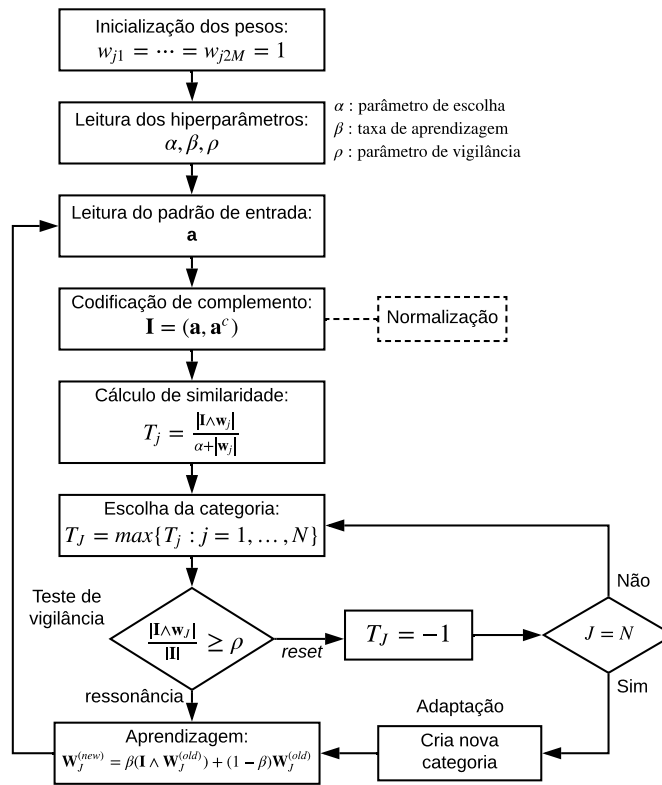 Inicialização dos pesos:
w_{j1} = ⋯ = w_{j2M} = 1
Leitura dos hiperparâmetros:
α, β, ρ
α : parâmetro de escolha
β : taxa de aprendizagem
ρ : parâmetro de vigilância
Leitura do padrão de entrada:
a
Codificação de complemento:
I = (a, a^c)
Normalização
Cálculo de similaridade:
T_j = |I∧w_j| / α+|w_j|
Escolha da categoria:
T_J = max{T_j : j = 1, … , N}
Teste de
vigilância
|I∧w_J| / |I| ≥ ρ
reset
T_J = −1
J = N
Não
Sim
ressonância
Adaptação
Cria nova
categoria
Aprendizagem:
W_J^{(new)} = β(I ∧ W_J^{(old)}) + (1 − β)W_J^{(old)}